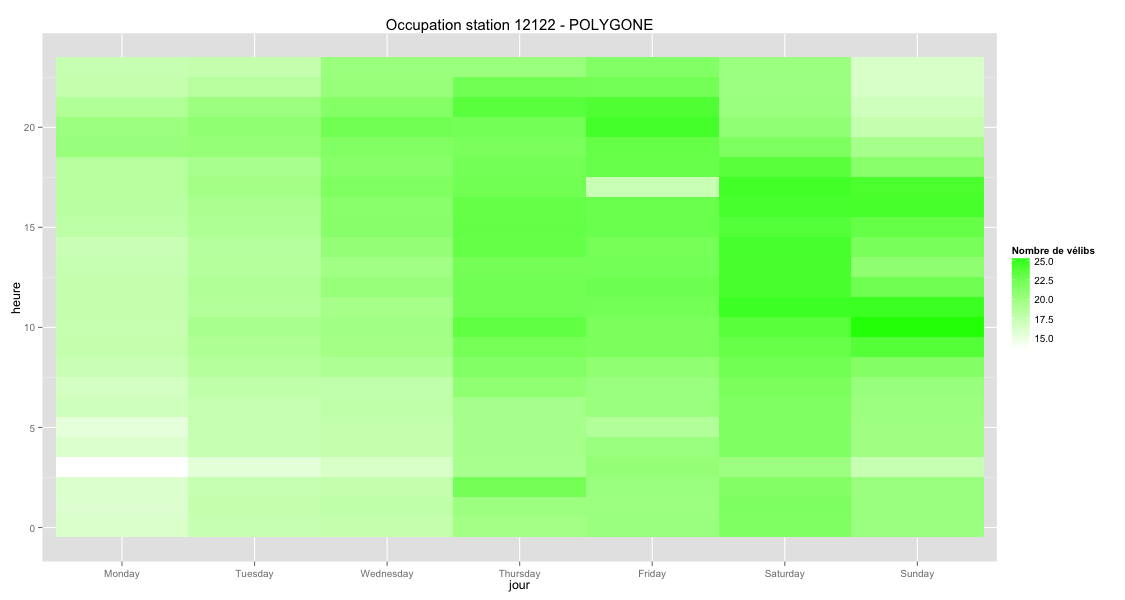 Occupation station 12122 - POLYGONE
heure
20
15
10
5
0
Monday Tuesday Wednesday Thursday Friday Saturday Sunday
jour
Nombre de vélibs
25.0
22.5
20.0
17.5
15.0